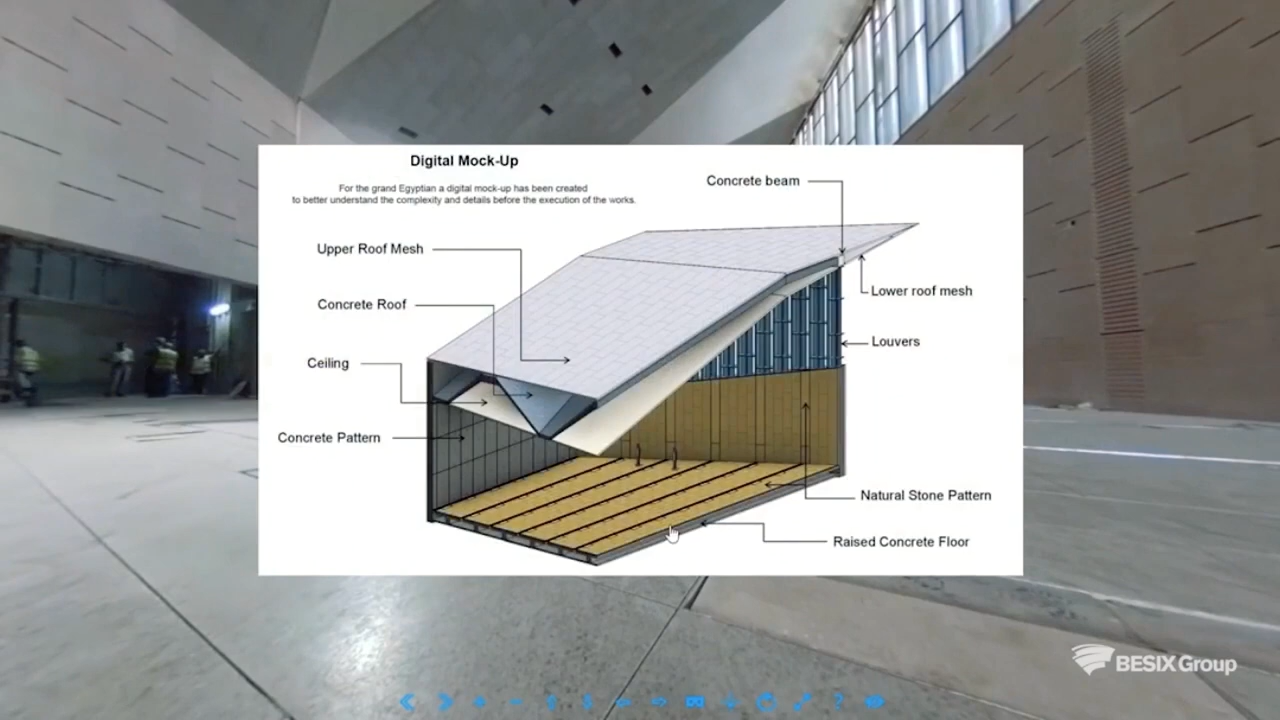 Digital Mock-Up
For the grand Egyptian a digital mock-up has been created
to better understand the complexity and details before the execution of the works.
Concrete beam
Upper Roof Mesh
Lower roof mesh
Concrete Roof
Louvers
Ceiling
Concrete Pattern
Natural Stone Pattern
Raised Concrete Floor
BESIX Group
?